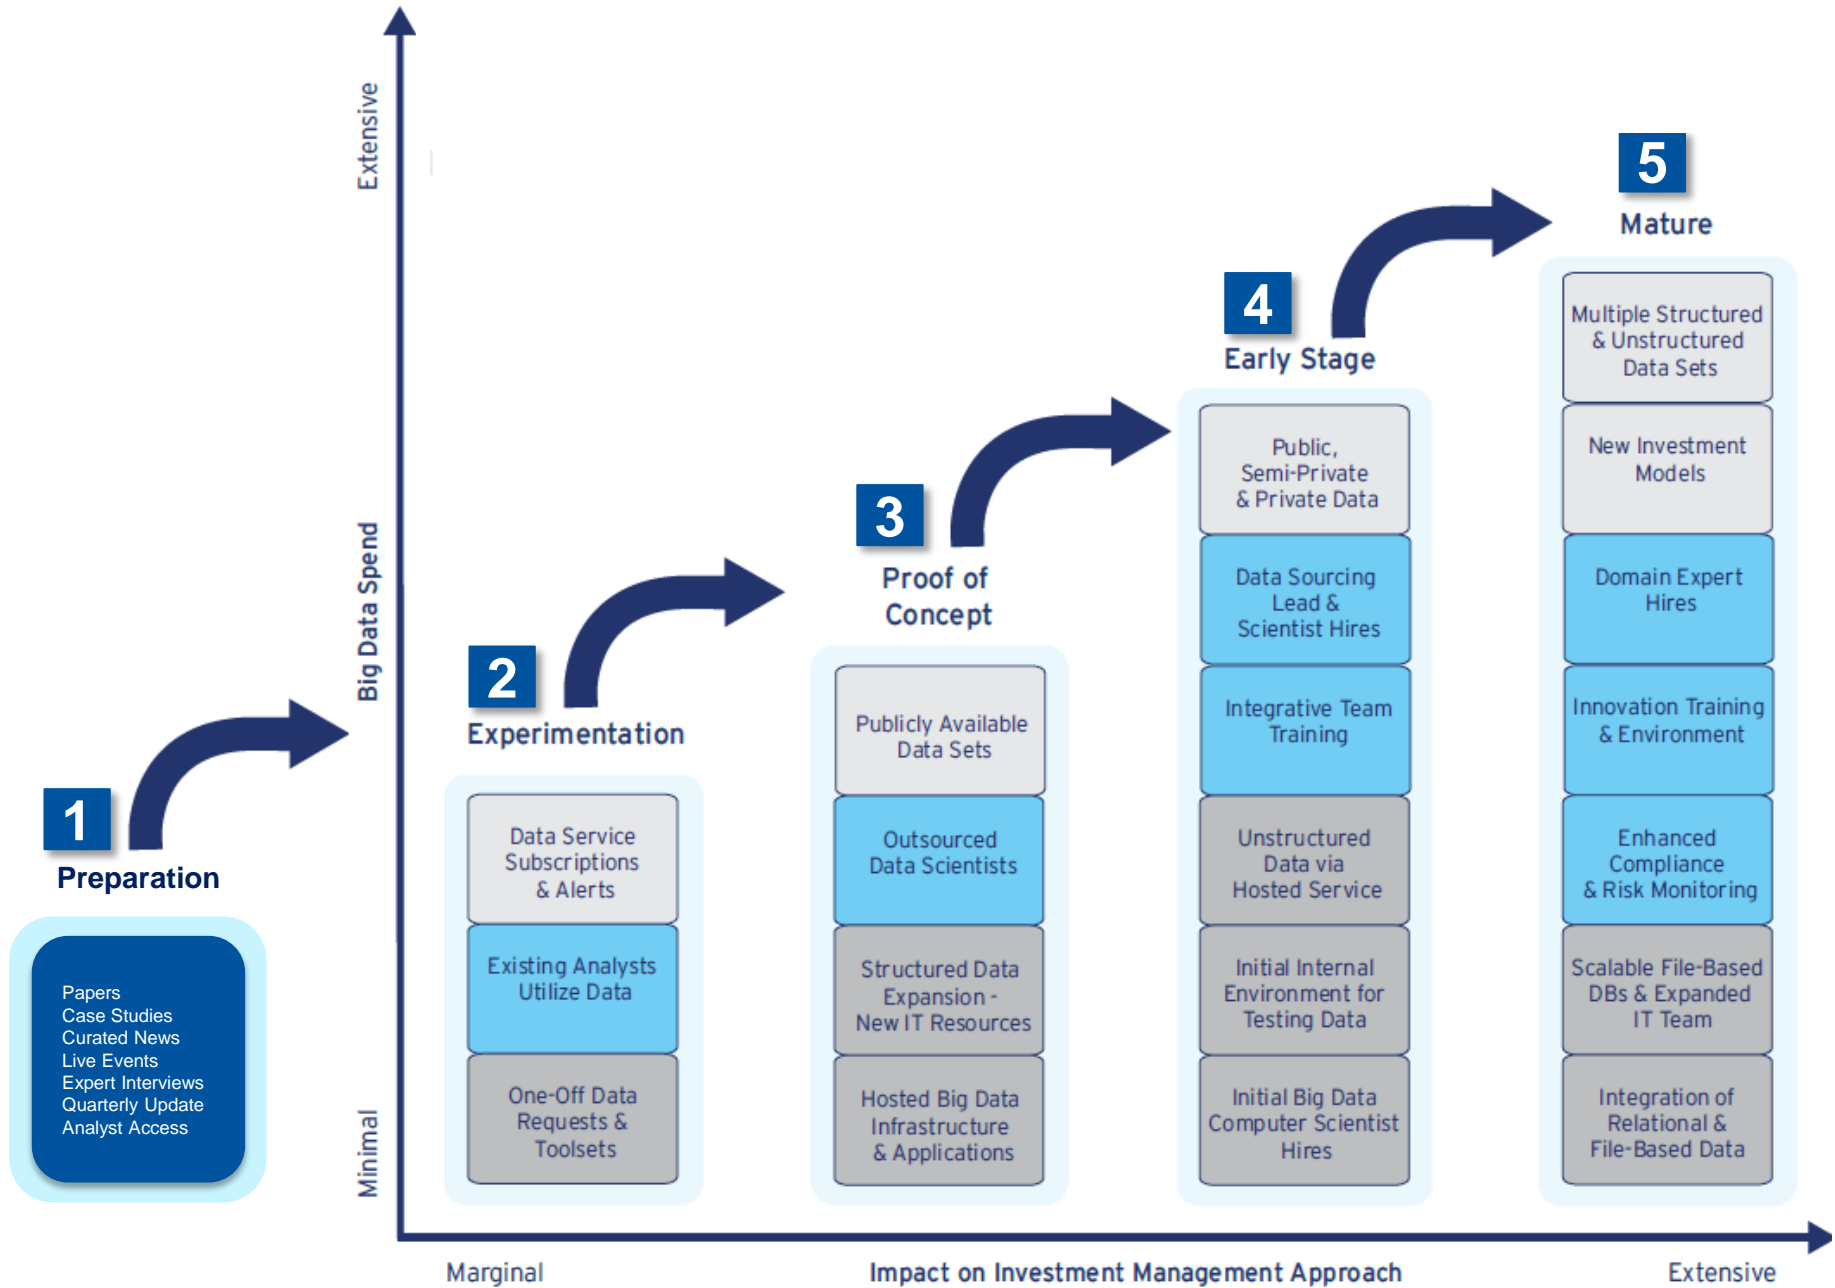 Extensive
Big Data Spend
Minimal
1
Preparation
Papers
Case Studies
Curated News
Live Events
Expert Interviews
Quarterly Update
Analyst Access
2
Experimentation
Data Service
Subscriptions
& Alerts
Existing Analysts
Utilize Data
One-Off Data
Requests &
Toolsets
3
Proof of
Concept
Publicly Available
Data Sets
Outsourced
Data Scientists
Structured Data
Expansion -
New IT Resources
Hosted Big Data
Infrastructure
& Applications
4
Early Stage
Public,
Semi-Private
& Private Data
Data Sourcing
Lead &
Scientist Hires
Integrative Team
Training
Unstructured
Data via
Hosted Service
Initial Internal
Environment for
Testing Data
Initial Big Data
Computer Scientist
Hires
5
Mature
Multiple Structured
& Unstructured
Data Sets
New Investment
Models
Domain Expert
Hires
Innovation Training
& Environment
Enhanced
Compliance
& Risk Monitoring
Scalable File-Based
DBs & Expanded
IT Team
Integration of
Relational &
File-Based Data
Marginal
Impact on Investment Management Approach
Extensive